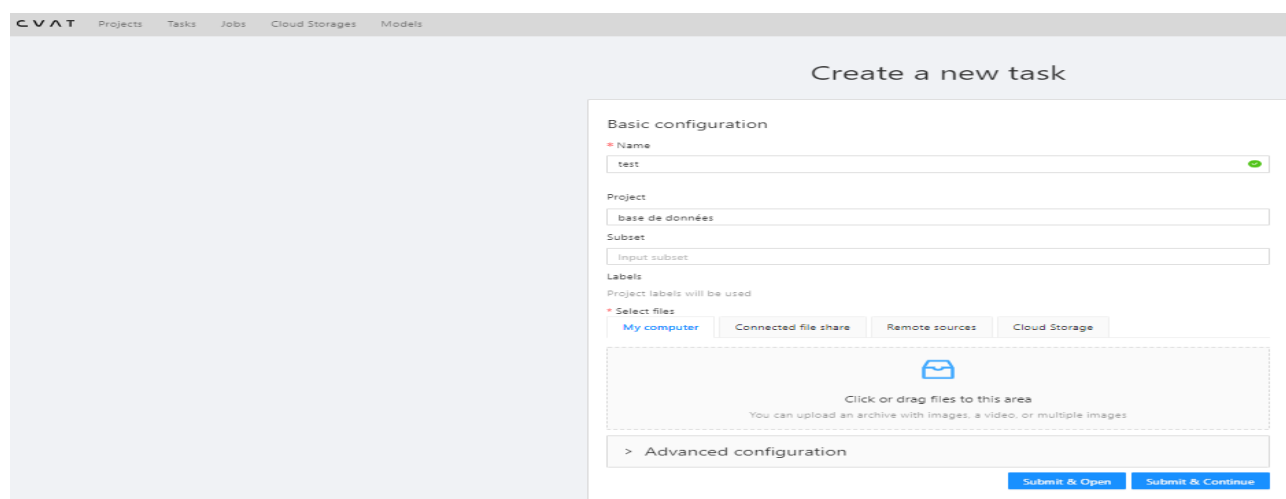 CVAT Projects Tasks Jobs Cloud Storages Models
Create a new task
Basic configuration
* Name
test
Project
base de données
Subset
Input subset
Labels
Project labels will be used
* Select files
My computer Connected file share Remote sources Cloud Storage
Click or drag files to this area
You can upload an archive with images, a video, or multiple images
> Advanced configuration
Submit & Open Submit & Continue